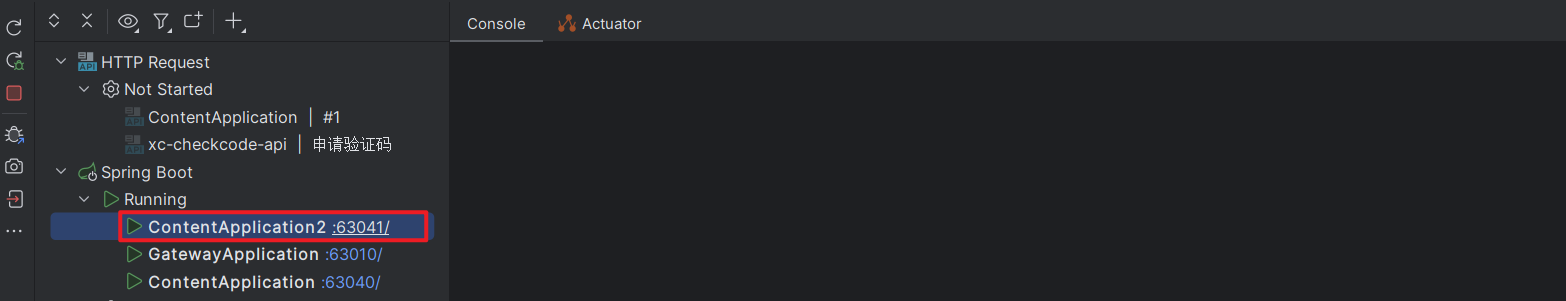 Console
Actuator
HTTP Request
Not Started
ContentApplication | #1
xc-checkcode-api | 申请验证码
Spring Boot
Running
ContentApplication2 :63041/
GatewayApplication :63010/
ContentApplication :63040/